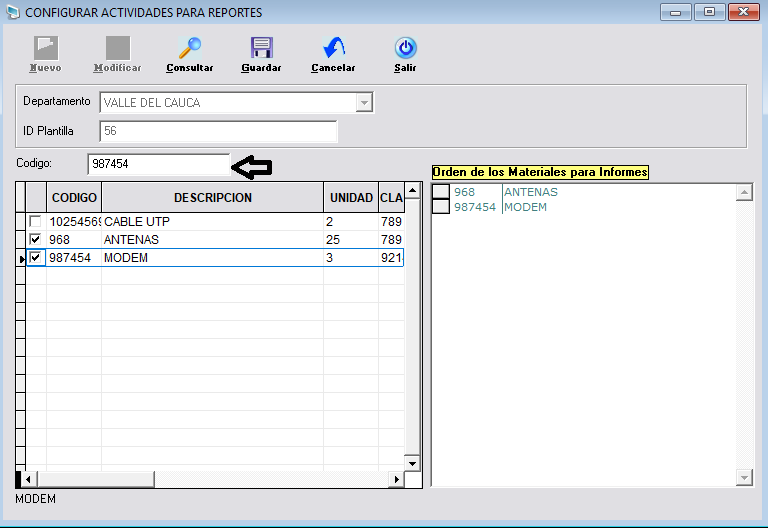 CONFIGURAR ACTIVIDADES PARA REPORTES
Nuevo Modificar Consultar Guardar Cancelar Salir
Departamento VALLE DEL CAUCA
ID Plantilla 56
Codigo: 987454
Orden de los Materiales para Informes
CODIGO DESCRIPCION UNIDAD CLA
CABLE UTP 2 789
968 ANTENAS 25 789
987454 MODEM 3 921
968 ANTENAS
987454 MODEM
MODEM